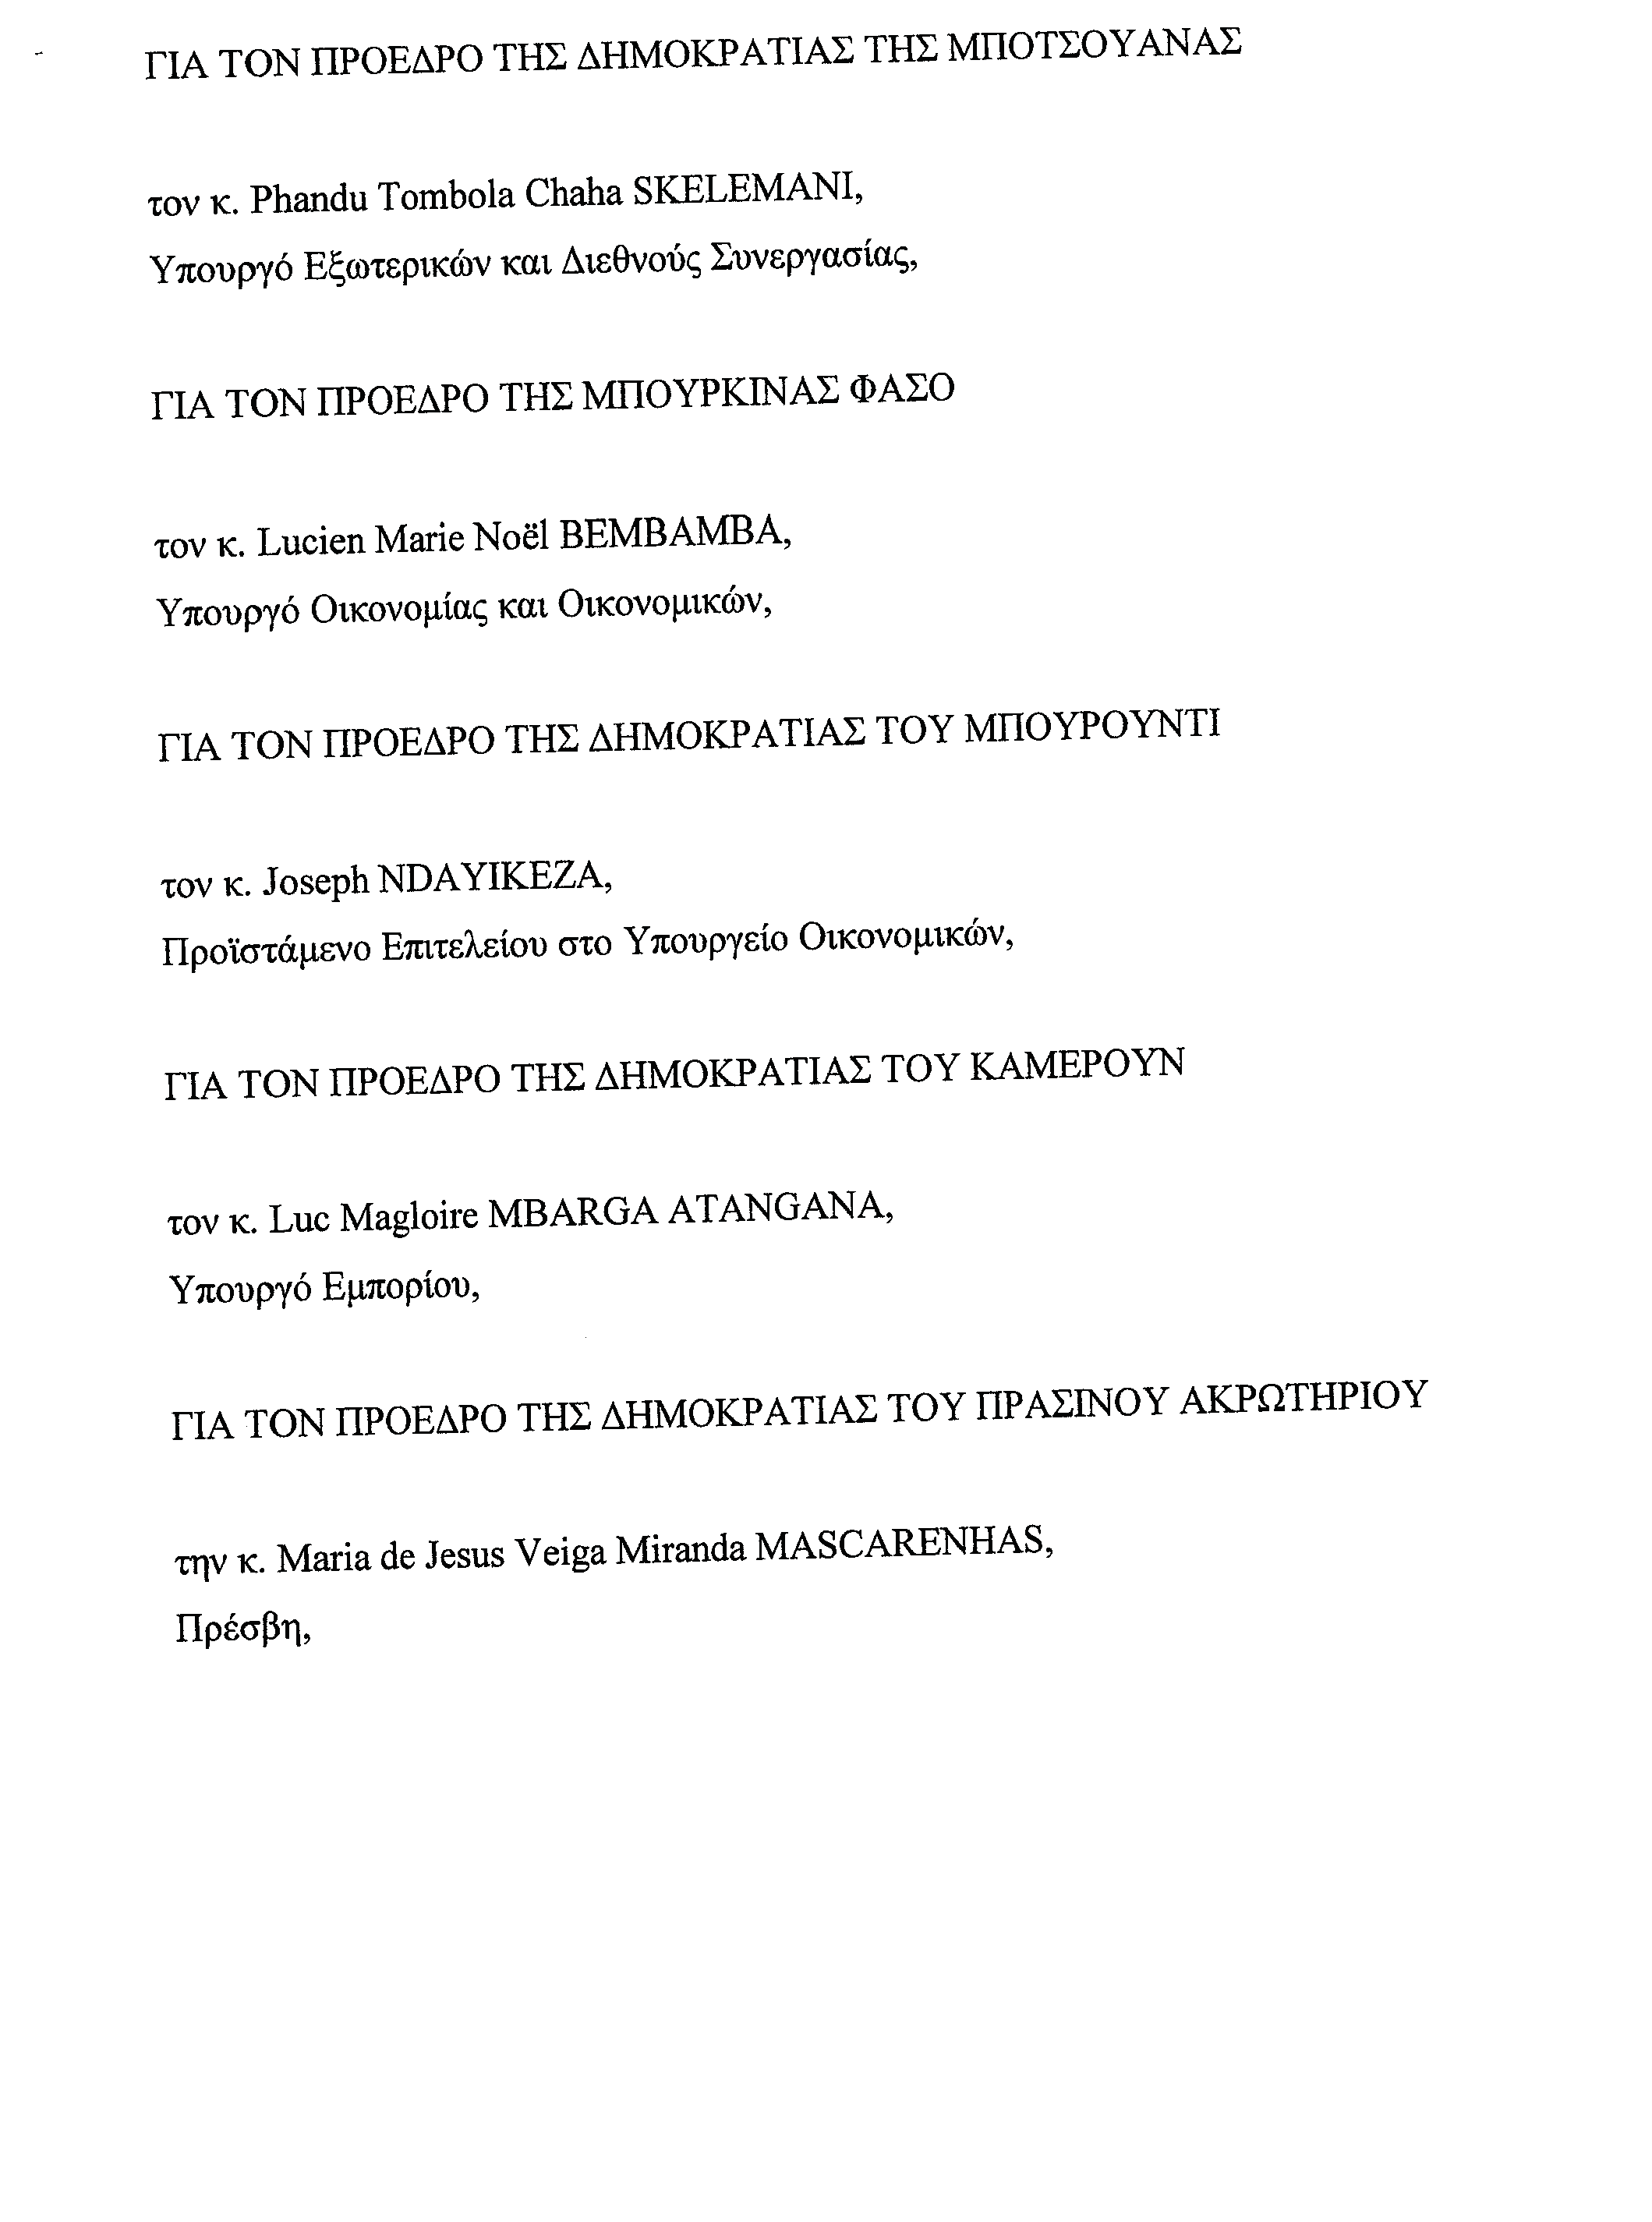 ΓΙΑ ΤΟΝ ΠΡΟΕΔΡΟ ΤΗΣ ΔΗΜΟΚΡΑΤΙΑΣ ΤΗΣ ΜΠΟΤΣΟΥΑΝΑΣ
τον κ. Phandu Tombola Chaha SKELEMANI,
Υπουργό Εξωτερικών και Διεθνούς Συνεργασίας,
ΓΙΑ ΤΟΝ ΠΡΟΕΔΡΟ ΤΗΣ ΜΠΟΥΡΚΙΝΑΣ ΦΑΣΟ
τον κ. Lucien Marie Noël BEMBAMBA,
Υπουργό Οικονομίας και Οικονομικών,
ΓΙΑ ΤΟΝ ΠΡΟΕΔΡΟ ΤΗΣ ΔΗΜΟΚΡΑΤΙΑΣ ΤΟΥ ΜΠΟΥΡΟΥΝΤΙ
τον κ. Joseph NDAYIKEZA,
Προϊστάμενο Επιτελείου στο Υπουργείο Οικονομικών,
ΓΙΑ ΤΟΝ ΠΡΟΕΔΡΟ ΤΗΣ ΔΗΜΟΚΡΑΤΙΑΣ ΤΟΥ ΚΑΜΕΡΟΥΝ
τον κ. Luc Magloire MBARGA ATANGANA,
Υπουργό Εμπορίου,
ΓΙΑ ΤΟΝ ΠΡΟΕΔΡΟ ΤΗΣ ΔΗΜΟΚΡΑΤΙΑΣ ΤΟΥ ΠΡΑΣΙΝΟΥ ΑΚΡΩΤΗΡΙΟΥ
την κ. Maria de Jesus Veiga Miranda MASCARENHAS,
Πρέσβη,